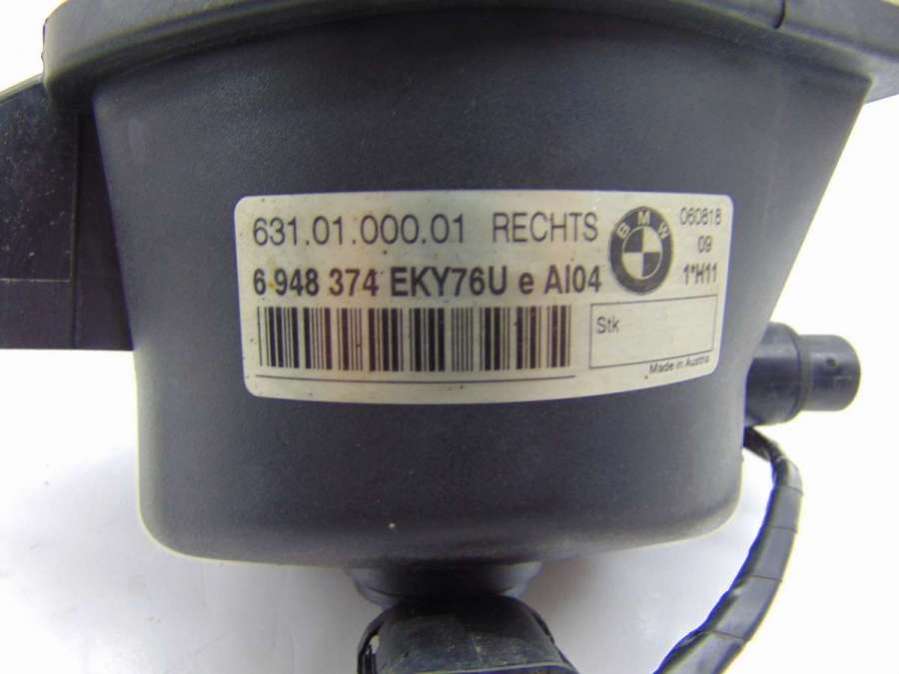 631.01.000.01 RECHTS
BMW
060818
09
6 948 374 EKY76U e AI04
1*H11
Stk
Made in Austria